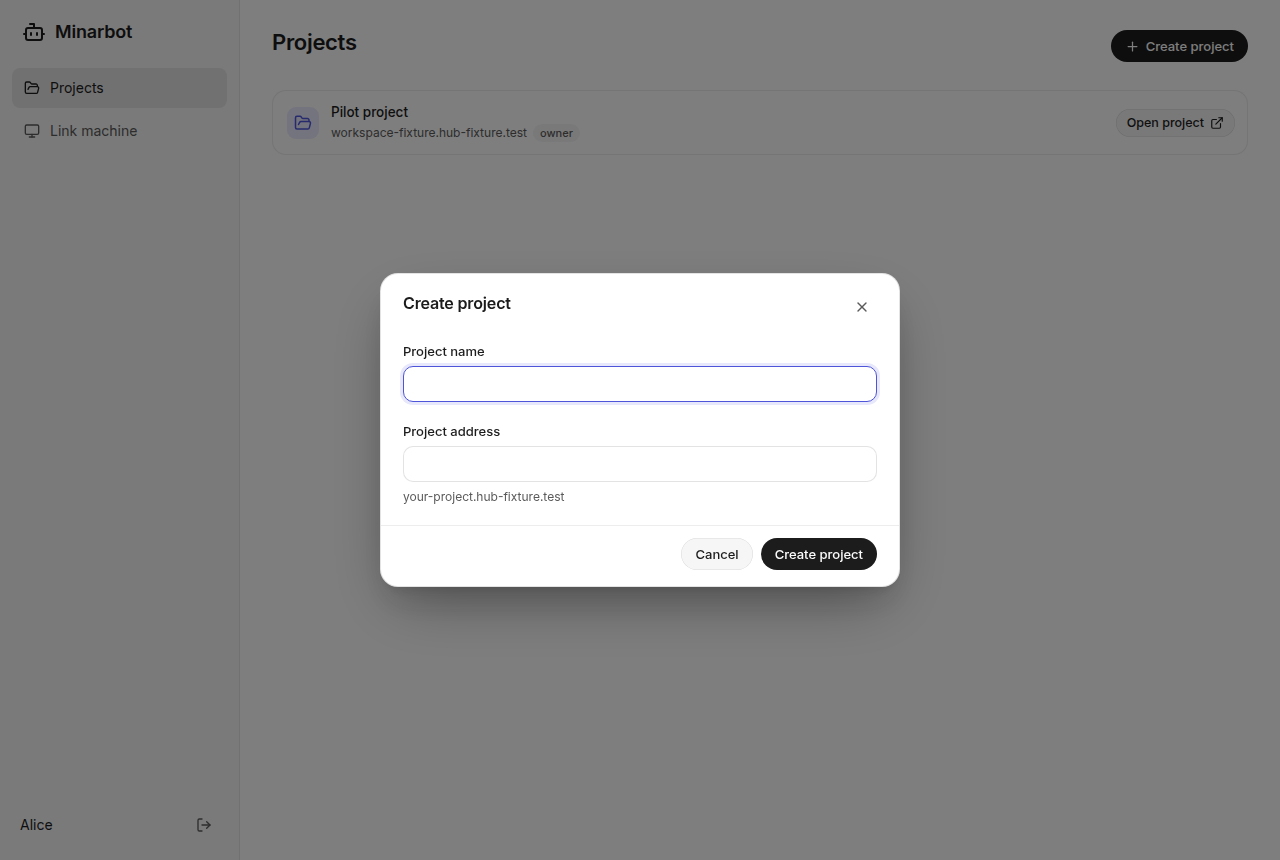 Minarbot
Projects
Link machine
Alice
Projects
Create project
Pilot project
workspace-fixture.hub-fixture.test owner
Open project
Create project
Project name
Project address
your-project.hub-fixture.test
Cancel
Create project